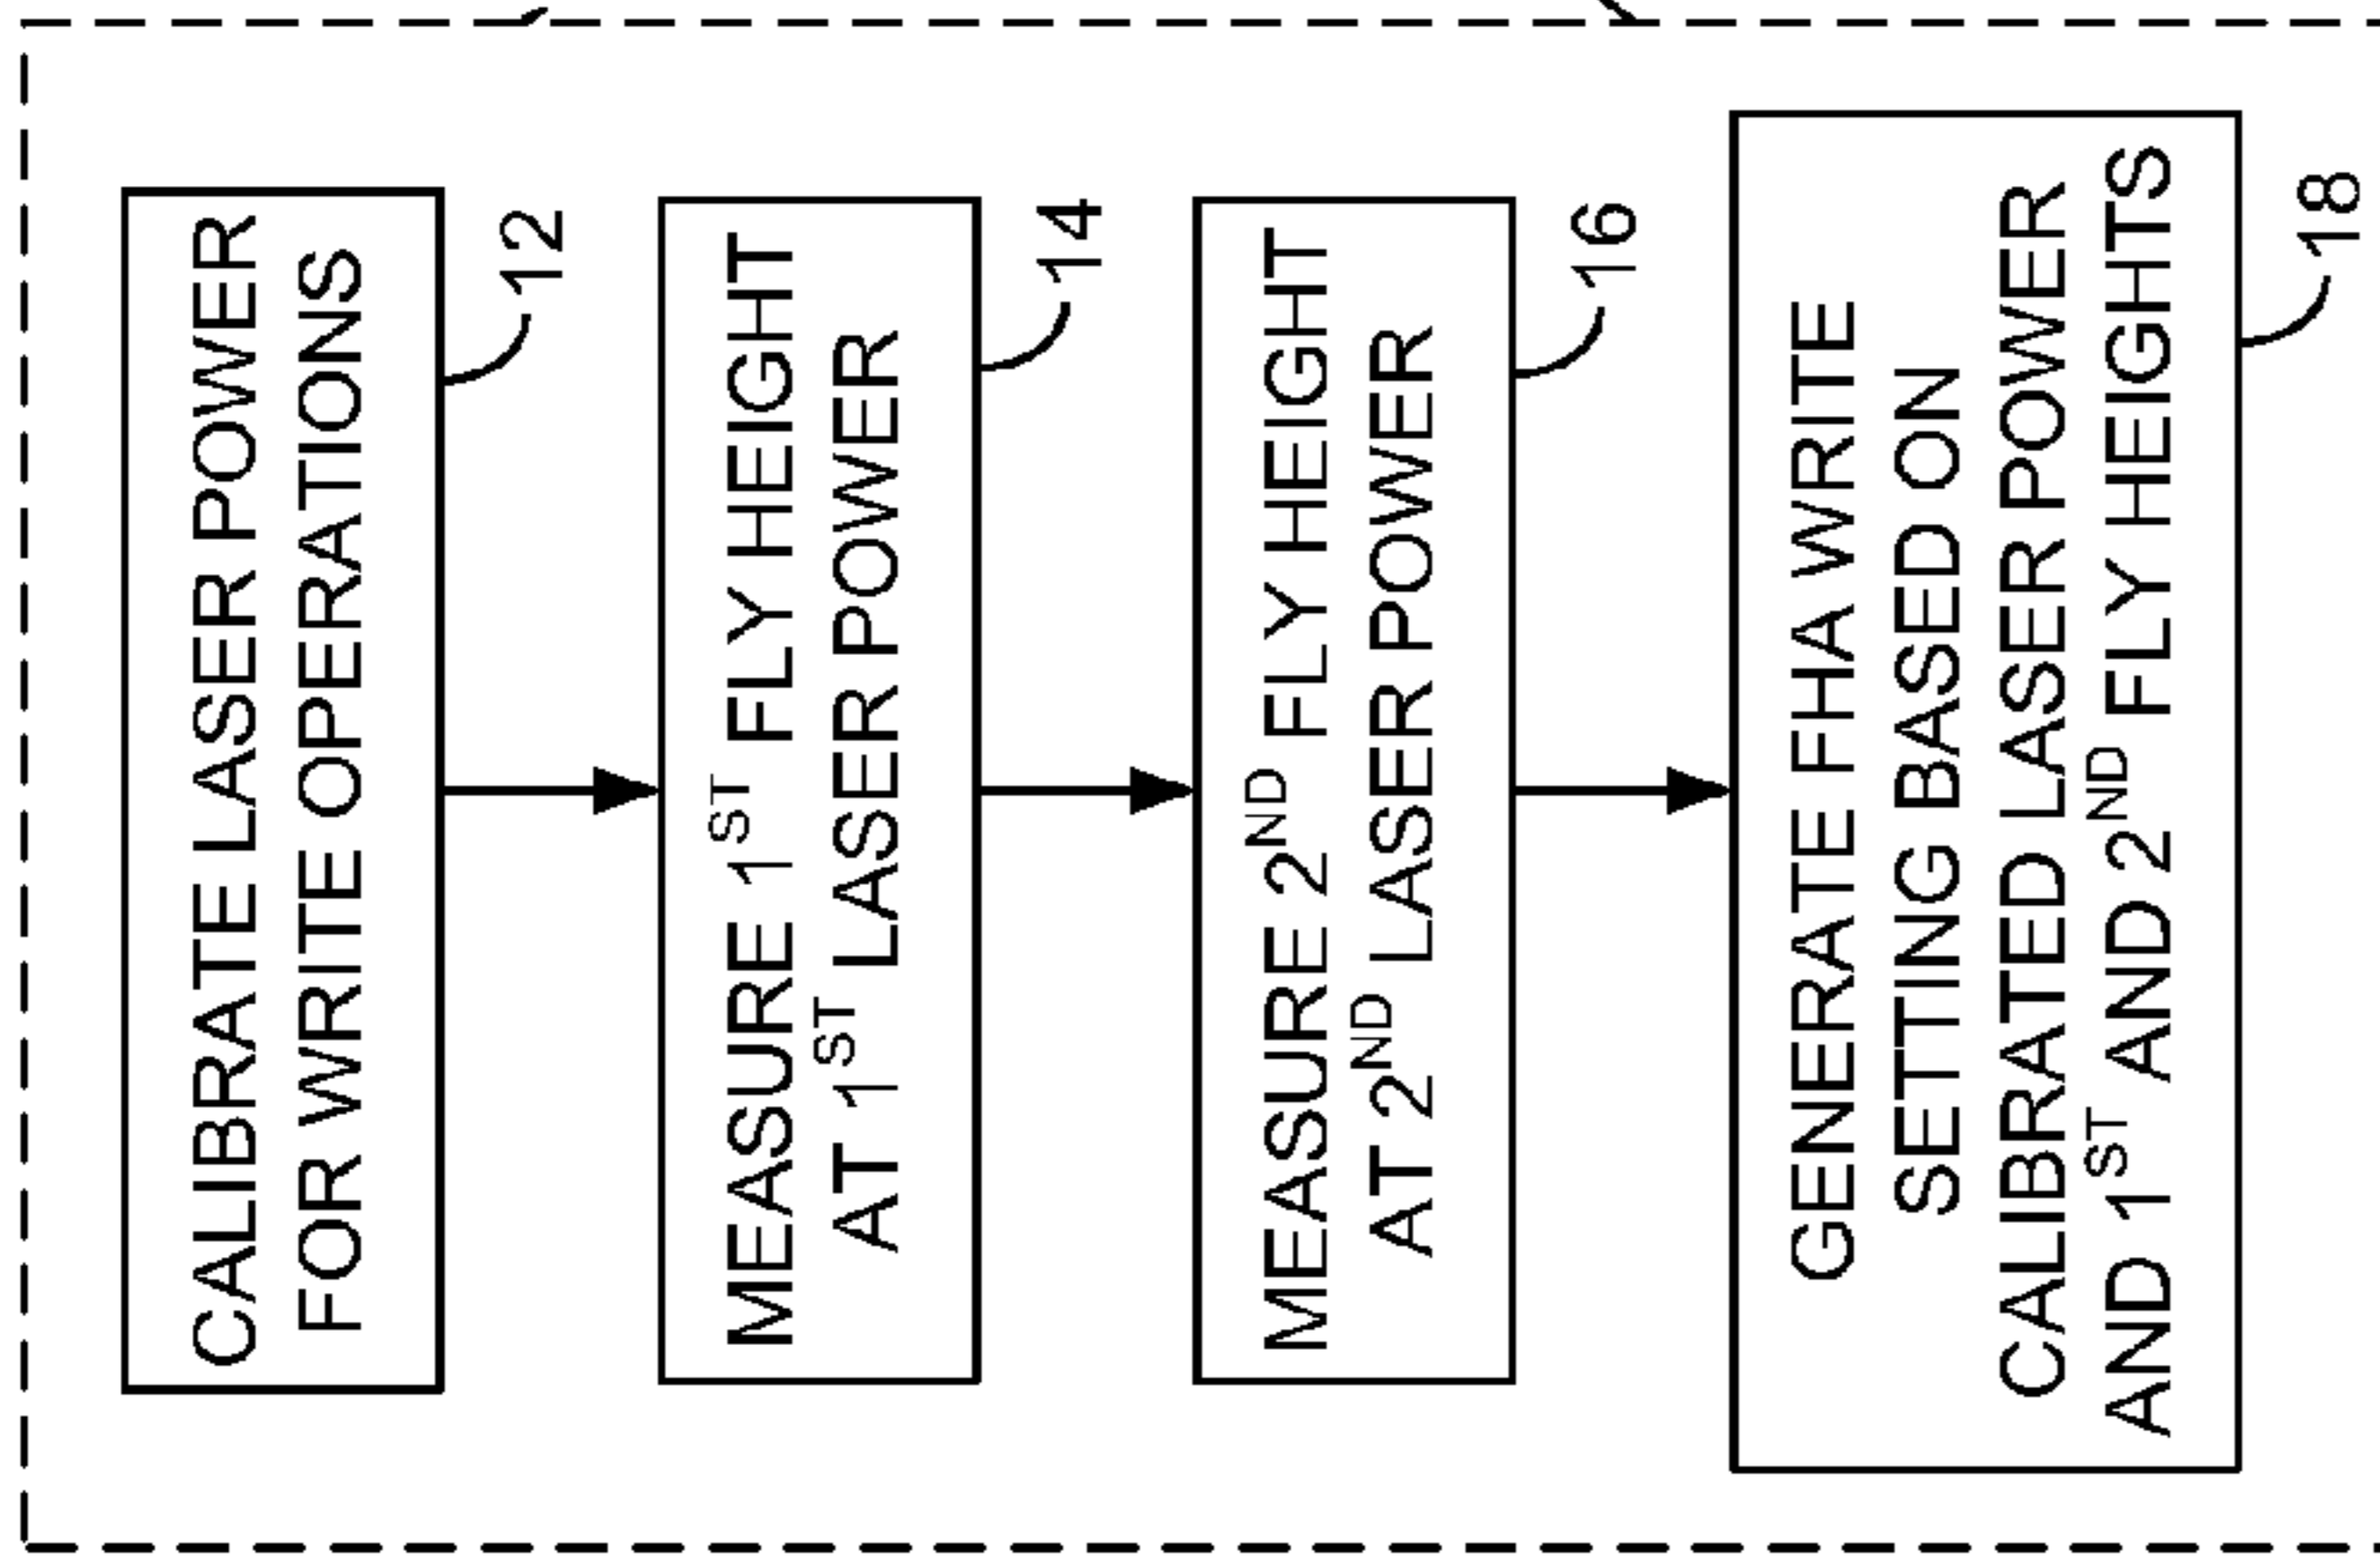 CALIBRATE LASER POWER
FOR WRITE OPERATIONS
12
MEASURE 1ST FLY HEIGHT
AT 1ST LASER POWER
14
MEASURE 2ND FLY HEIGHT
AT 2ND LASER POWER
16
GENERATE FHA WRITE
SETTING BASED ON
CALIBRATED LASER POWER
AND 1ST AND 2ND FLY HEIGHTS
18